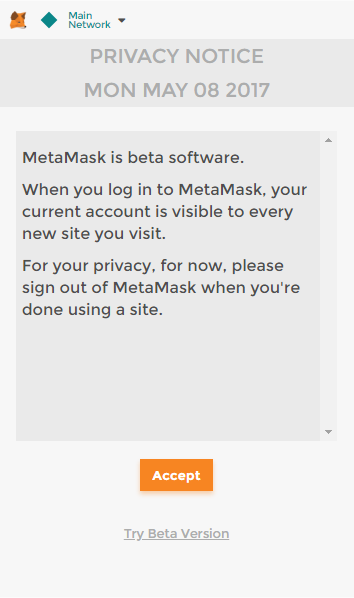 Main
Network
PRIVACY NOTICE
MON MAY 08 2017
MetaMask is beta software.
When you log in to MetaMask, your
current account is visible to every
new site you visit.
For your privacy, for now, please
sign out of MetaMask when you're
done using a site.
Accept
Try Beta Version